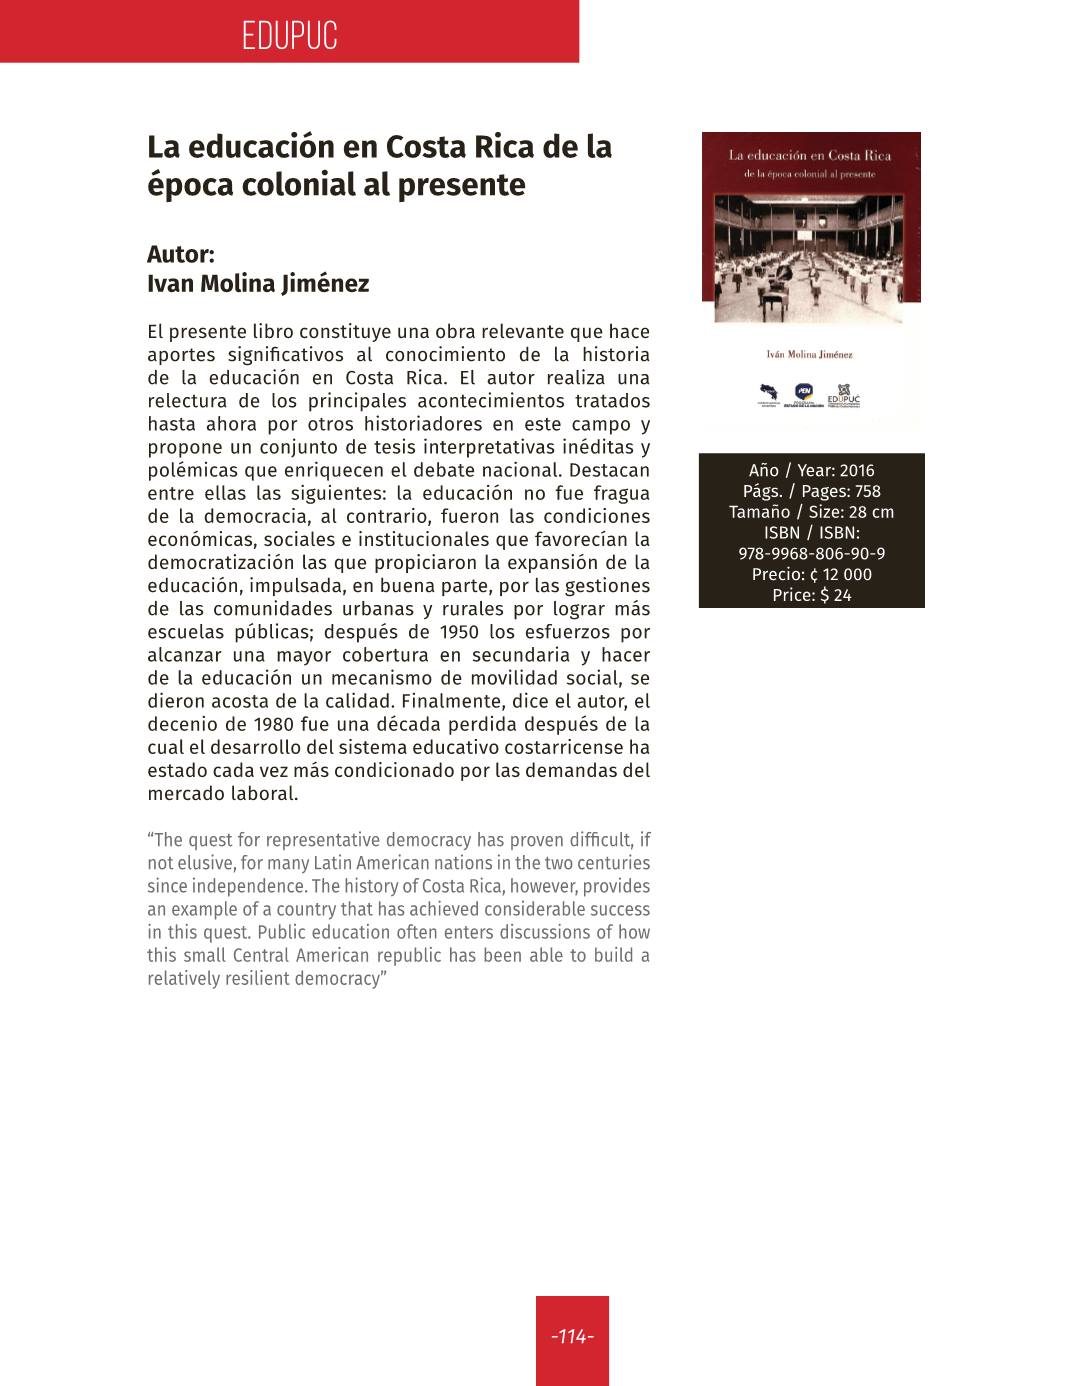 EDUPUC
La educación en Costa Rica de la
época colonial al presente
Autor:
Ivan Molina Jiménez
El presente libro constituye una obra relevante que hace
aportes significativos al conocimiento de la historia
de la educación en Costa Rica. El autor realiza una
relectura de los principales acontecimientos tratados
hasta ahora por otros historiadores en este campo y
propone un conjunto de tesis interpretativas inéditas y
polémicas que enriquecen el debate nacional. Destacan
entre ellas las siguientes: la educación no fue fragua
de la democracia, al contrario, fueron las condiciones
económicas, sociales e institucionales que favorecían la
democratización las que propiciaron la expansión de la
educación, impulsada, en buena parte, por las gestiones
de las comunidades urbanas y rurales por lograr más
escuelas públicas; después de 1950 los esfuerzos por
alcanzar una mayor cobertura en secundaria y hacer
de la educación un mecanismo de movilidad social, se
dieron acosta de la calidad. Finalmente, dice el autor, el
decenio de 1980 fue una década perdida después de la
cual el desarrollo del sistema educativo costarricense ha
estado cada vez más condicionado por las demandas del
mercado laboral.
“The quest for representative democracy has proven difficult, if
not elusive, for many Latin American nations in the two centuries
since independence. The history of Costa Rica, however, provides
an example of a country that has achieved considerable success
in this quest. Public education often enters discussions of how
this small Central American republic has been able to build a
relatively resilient democracy”
La educación en Costa Rica
de la época colonial al presente
Iván Molina Jiménez
PEN
ESTADO DE LA NACIÓN
EDUPUC
Año / Year: 2016
Págs. / Pages: 758
Tamaño / Size: 28 cm
ISBN / ISBN:
978-9968-806-90-9
Precio: ₡ 12 000
Price: $ 24
-114-